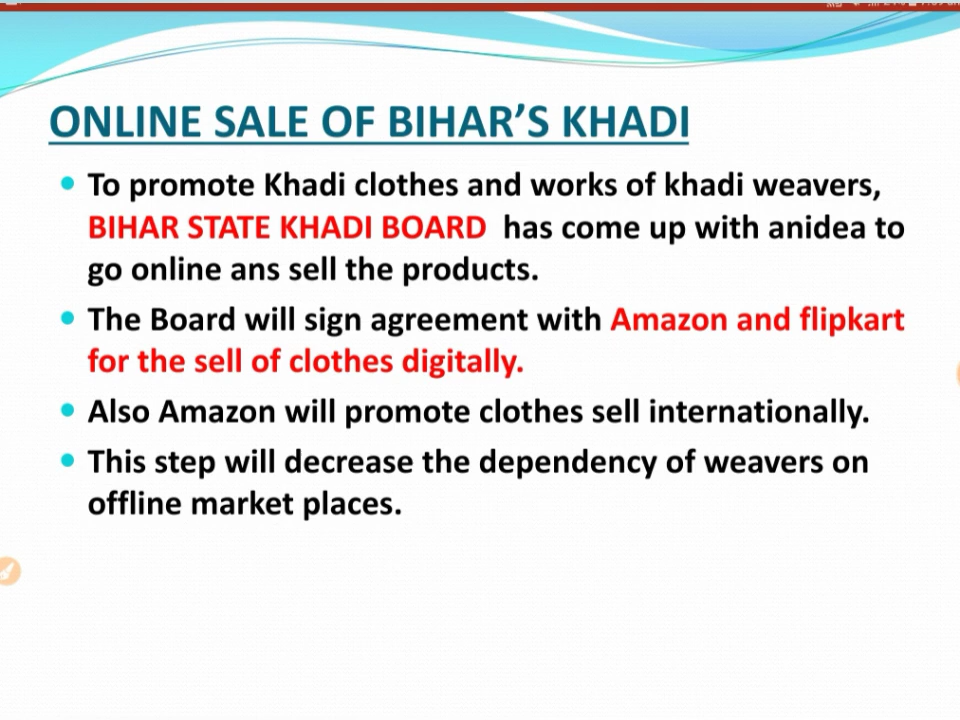 ONLINE SALE OF BIHAR’S KHADI
To promote Khadi clothes and works of khadi weavers,
BIHAR STATE KHADI BOARD has come up with anidea to
go online ans sell the products.
The Board will sign agreement with Amazon and flipkart
for the sell of clothes digitally.
Also Amazon will promote clothes sell internationally.
This step will decrease the dependency of weavers on
offline market places.